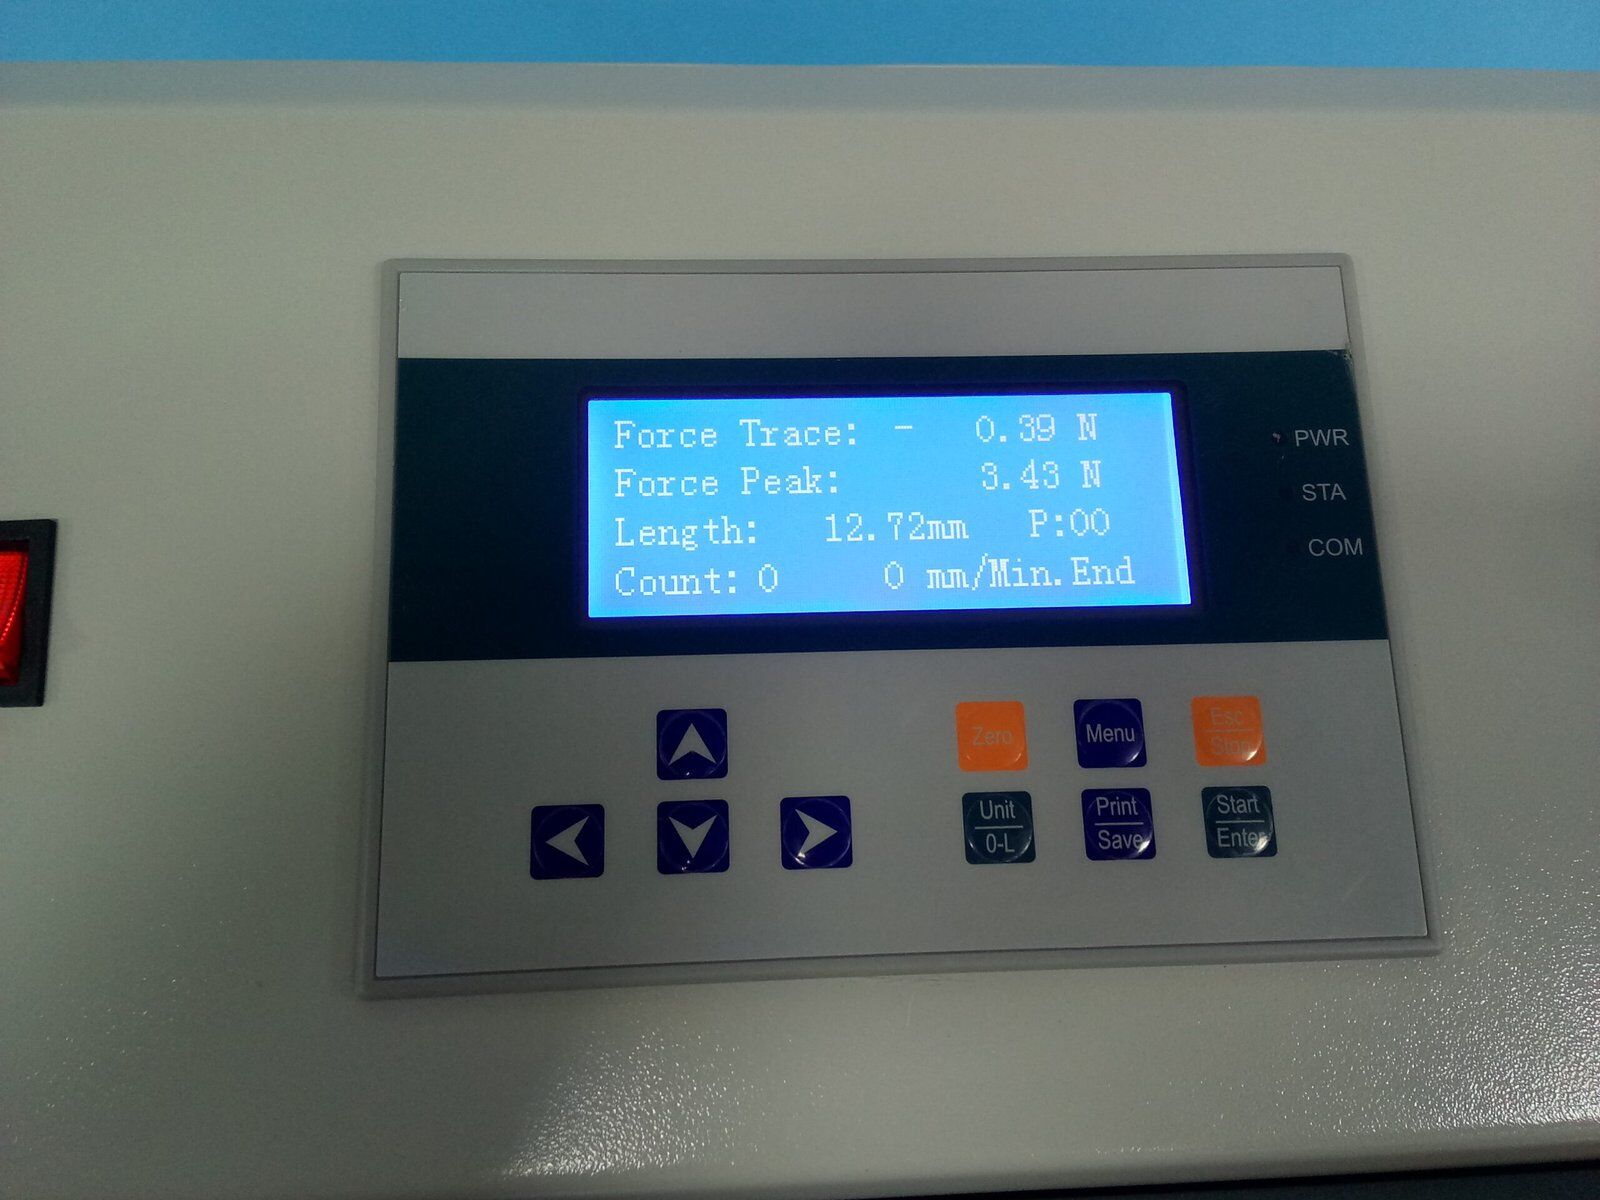 Force Trace: - 0.39 N
Force Peak: 3.43 N
Length: 12.72mm P:00
Count: 0 0 mm/Min.End
PWR
STA
COM
Zero
Menu
Esc
Stop
Unit
0-L
Print
Save
Start
Enter